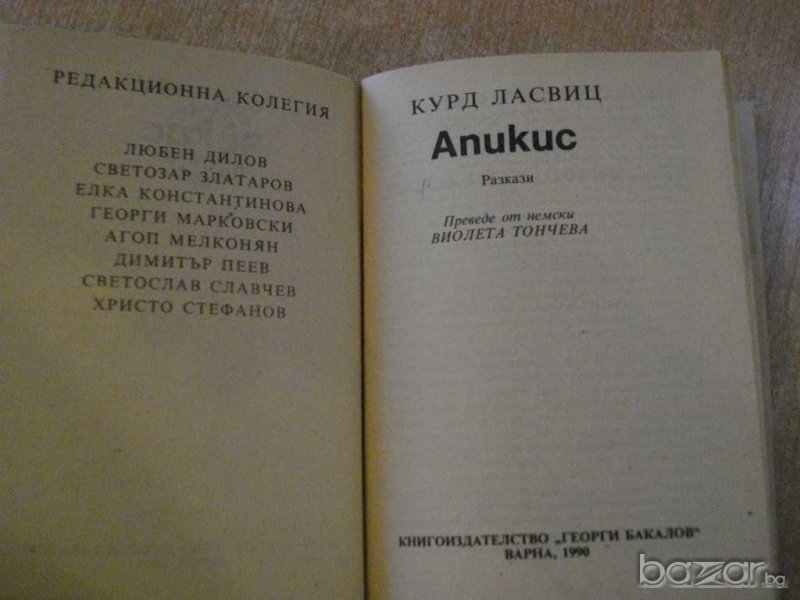 РЕДАКЦИОННА КОЛЕГИЯ
ЛЮБЕН ДИЛОВ
СВЕТОЗАР ЗЛАТАРОВ
ЕЛКА КОНСТАНТИНОВА
ГЕОРГИ МАРКОВСКИ
АГОП МЕЛКОНЯН
ДИМИТЪР ПЕЕВ
СВЕТОСЛАВ СЛАВЧЕВ
ХРИСТО СТЕФАНОВ
КУРД ЛАСВИЦ
Апикис
Разкази
Преведе от немски
ВИОЛЕТА ТОНЧЕВА
КНИГОИЗДАТЕЛСТВО „ГЕОРГИ БАКАЛОВ“
ВАРНА, 1990
bazar.bg